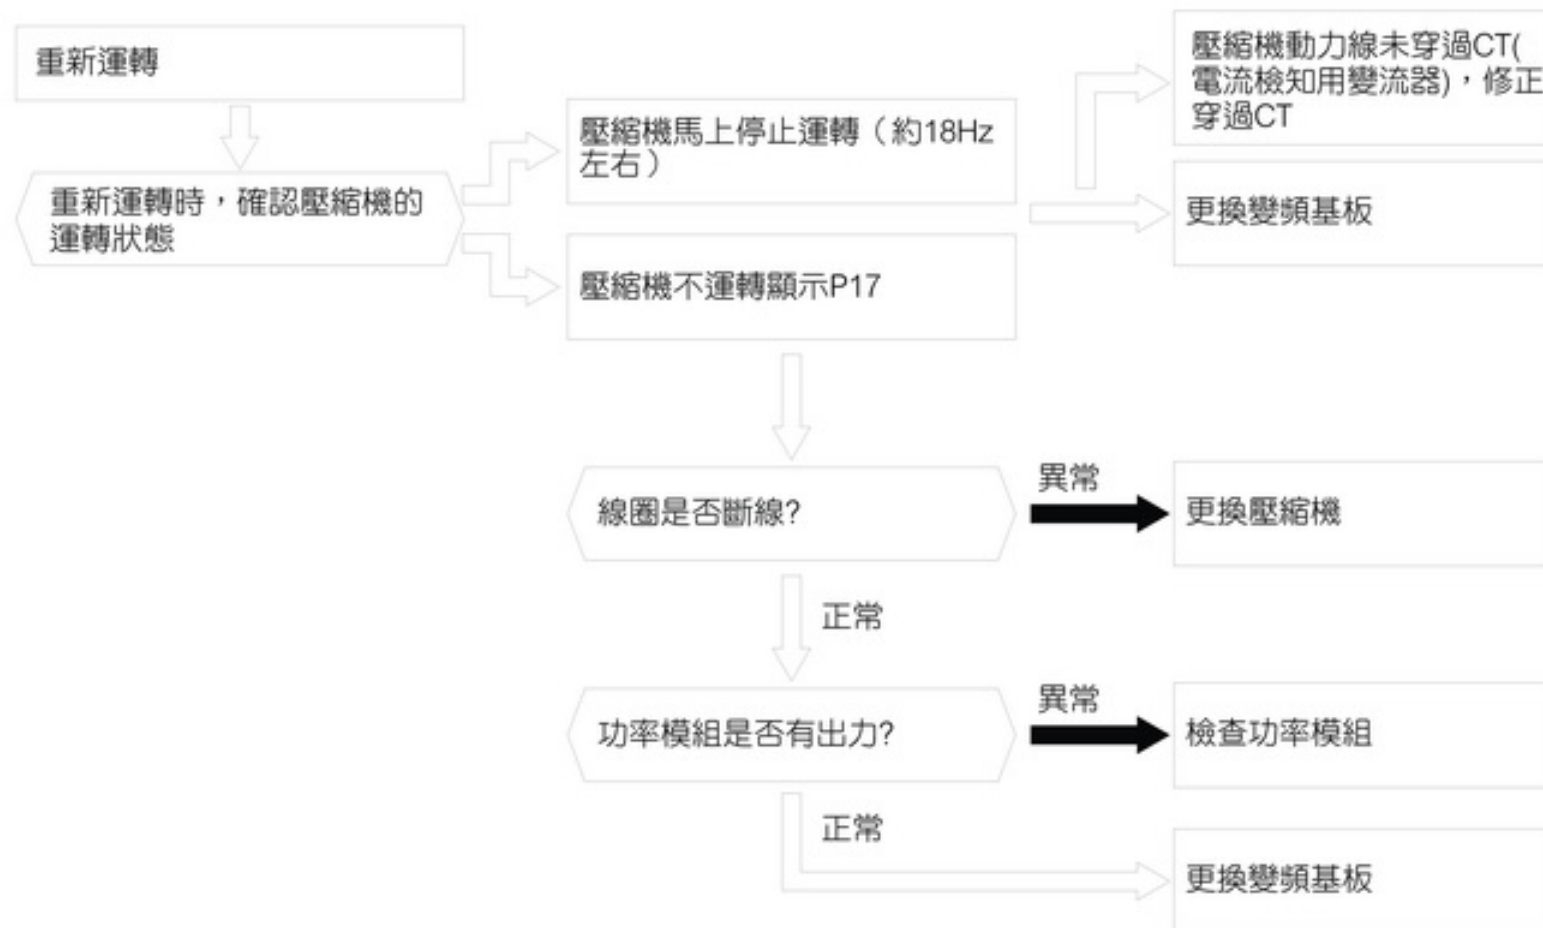 重新運轉
重新運轉時，確認壓縮機的
運轉狀態
壓縮機馬上停止運轉（約18Hz
左右）
壓縮機不運轉顯示P17
壓縮機動力線未穿過CT(
電流檢知用變流器)，修正
穿過CT
更換變頻基板
線圈是否斷線?
異常
更換壓縮機
正常
功率模組是否有出力?
異常
檢查功率模組
正常
更換變頻基板